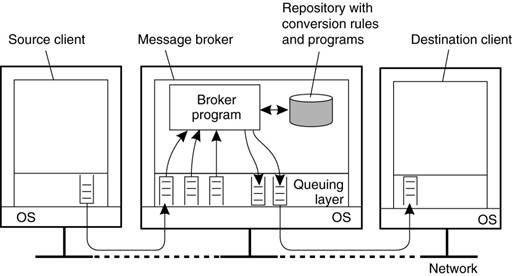 Repository with
conversion rules
and programs
Source client
Message broker
Destination client
Broker
program
Queuing
layer
OS
OS
OS
Network